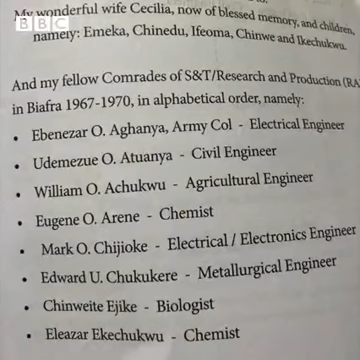 BBC
My wonderful wife Cecilia, now of blessed memory, and children,
namely: Emeka, Chinedu, Ifeoma, Chinwe and Ikechukwu.
And my fellow Comrades of S&T/Research and Production (RA
in Biafra 1967-1970, in alphabetical order, namely:
• Ebenezar O. Aghanya, Army Col - Electrical Engineer
• Udemezue O. Atuanya - Civil Engineer
• William O. Achukwu - Agricultural Engineer
• Eugene O. Arene - Chemist
• Mark O. Chijioke - Electrical / Electronics Engineer
• Edward U. Chukukere - Metallurgical Engineer
• Chinweite Ejike - Biologist
• Eleazar Ekechukwu - Chemist